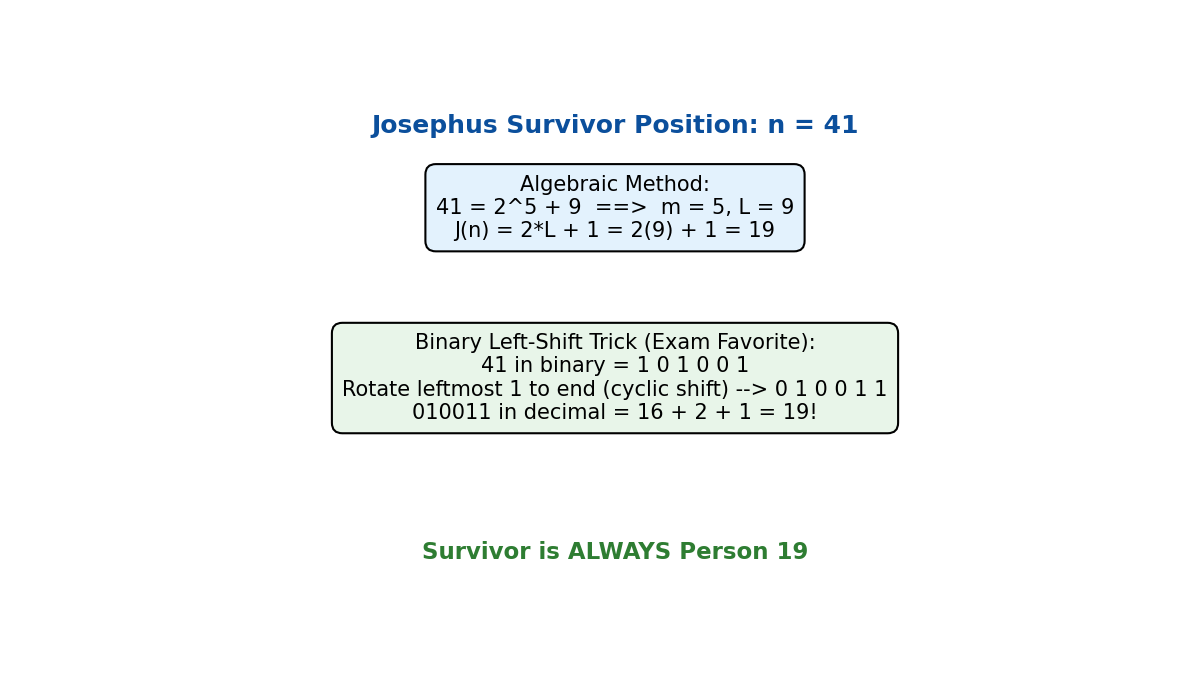 Josephus Survivor Position: n = 41
Algebraic Method:
41 = 2^5 + 9  ==>  m = 5, L = 9
J(n) = 2*L + 1 = 2(9) + 1 = 19
Binary Left-Shift Trick (Exam Favorite):
41 in binary = 1 0 1 0 0 1
Rotate leftmost 1 to end (cyclic shift) --> 0 1 0 0 1 1
010011 in decimal = 16 + 2 + 1 = 19!
Survivor is ALWAYS Person 19